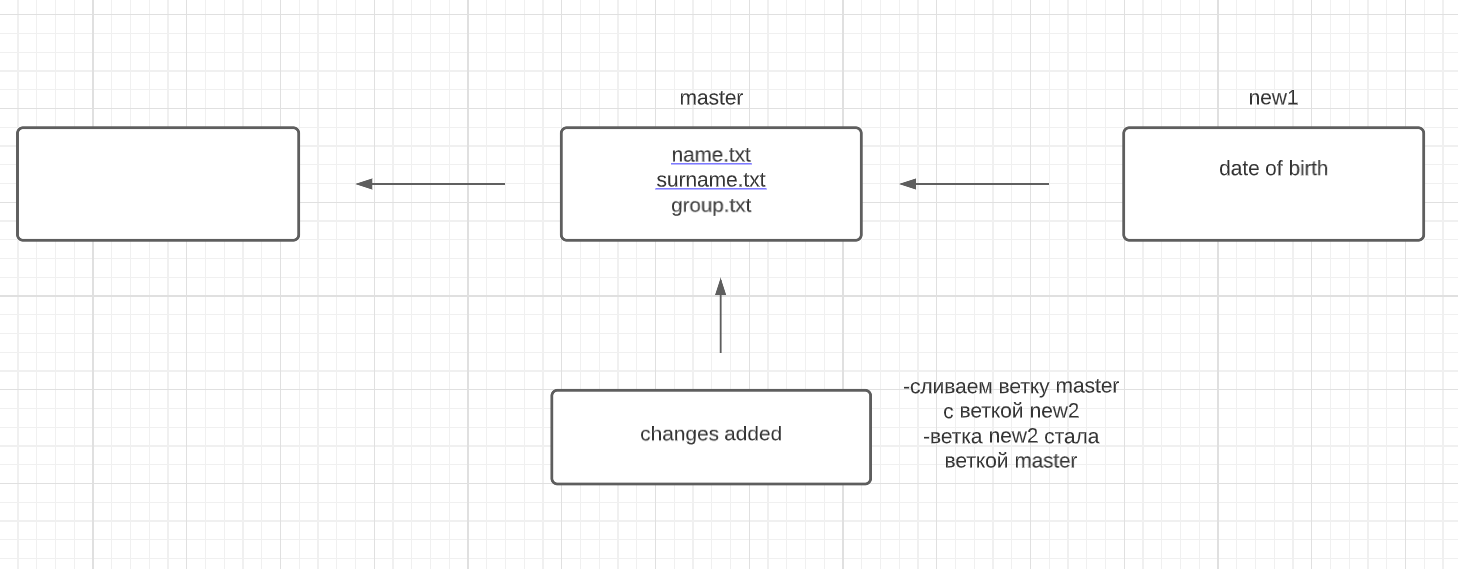 master
name.txt
surname.txt
group.txt
new1
date of birth
changes added
-сливаем ветку master
с веткой new2
-ветка new2 стала
веткой master